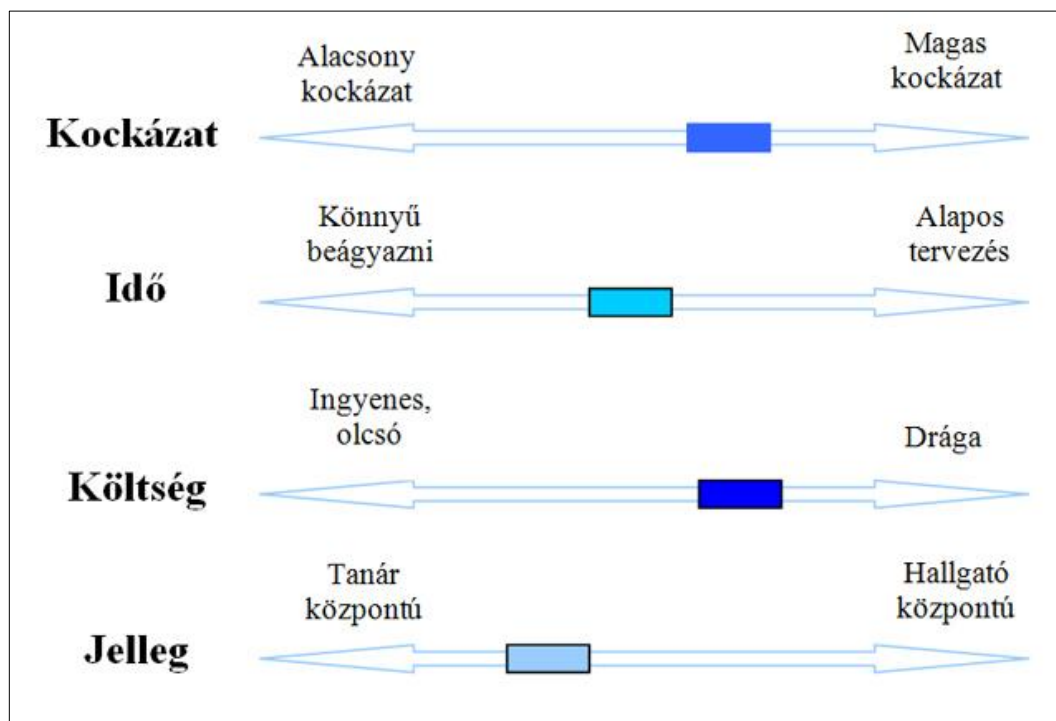 Kockázat
Alacsony
kockázat
Magas
kockázat
Idő
Könnyű
beágyazni
Alapos
tervezés
Költség
Ingyenes,
olcsó
Drága
Jelleg
Tanár
központú
Hallgató
központú